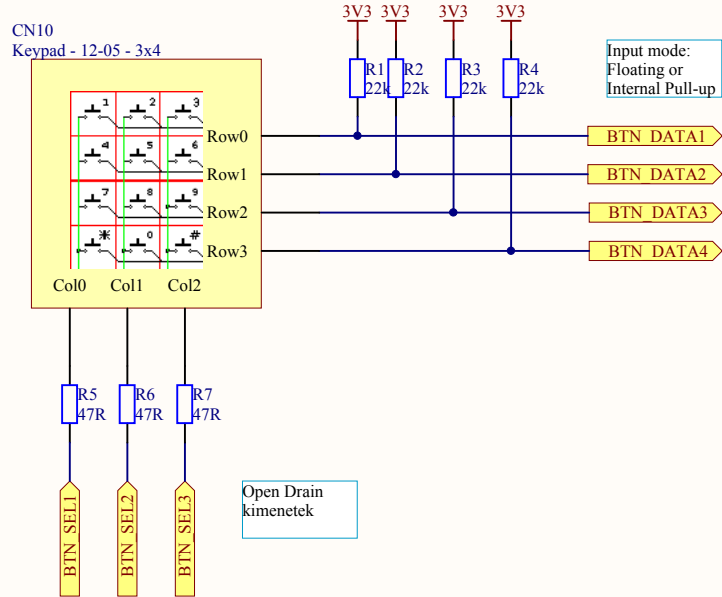 CN10
Keypad - 12-05 - 3x4
3V3 3V3 3V3 3V3
R1 R2 R3 R4
22k 22k 22k 22k
Input mode:
Floating or
Internal Pull-up
1 2 3
4 5 6
7 8 9
* 0 #
Row0
Row1
Row2
Row3
BTN_DATA1
BTN_DATA2
BTN_DATA3
BTN_DATA4
Col0 Col1 Col2
R5 R6 R7
47R 47R 47R
BTN_SEL1
BTN_SEL2
BTN_SEL3
Open Drain
kimenetek